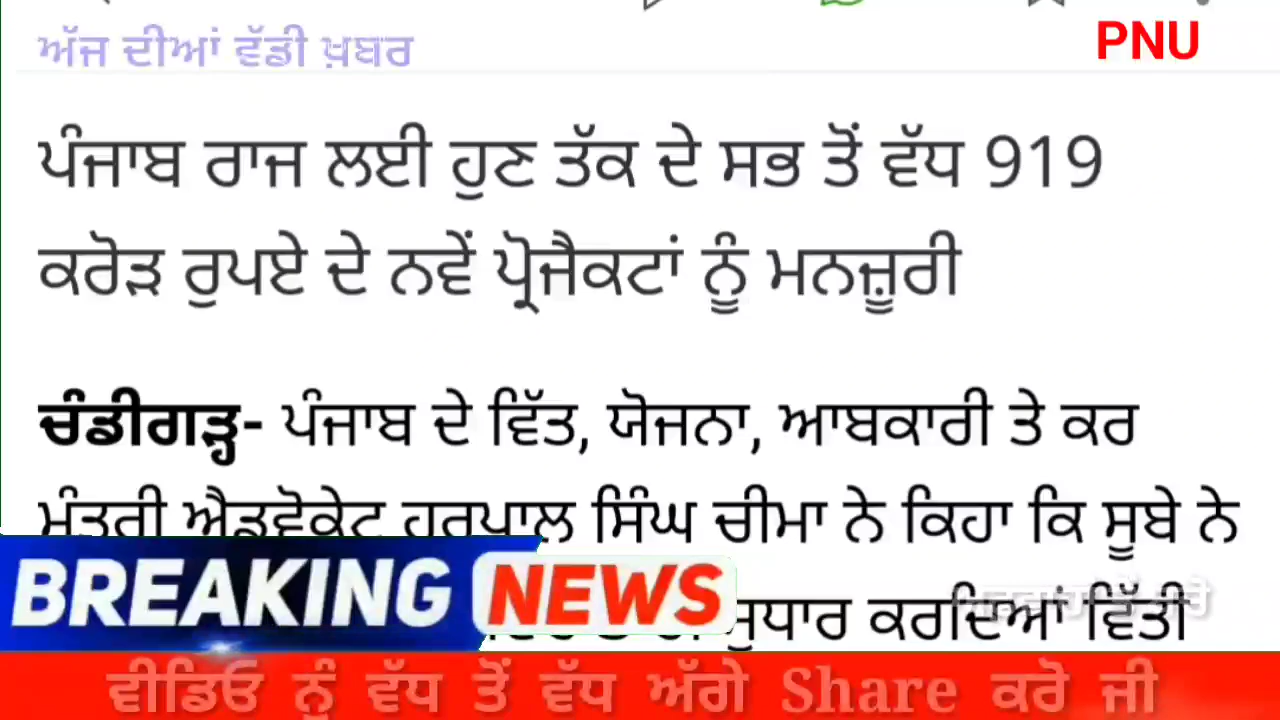 ਅੱਜ ਦੀਆਂ ਵੱਡੀ ਖ਼ਬਰ
PNU
ਪੰਜਾਬ ਰਾਜ ਲਈ ਹੁਣ ਤੱਕ ਦੇ ਸਭ ਤੋਂ ਵੱਧ 919
ਕਰੋੜ ਰੁਪਏ ਦੇ ਨਵੇਂ ਪ੍ਰੋਜੈਕਟਾਂ ਨੂੰ ਮਨਜ਼ੂਰੀ
ਚੰਡੀਗੜ੍ਹ- ਪੰਜਾਬ ਦੇ ਵਿੱਤ, ਯੋਜਨਾ, ਆਬਕਾਰੀ ਤੇ ਕਰ
ਮੰਤਰੀ ਐਡਵੋਕੇਟ ਹਰਪਾਲ ਸਿੰਘ ਚੀਮਾ ਨੇ ਕਿਹਾ ਕਿ ਸੂਬੇ ਨੇ
BREAKING NEWS
ਸੁਧਾਰ ਕਰਦਿਆਂ ਵਿੱਤੀ
ਵੀਡਿਓ ਨੂੰ ਵੱਧ ਤੋਂ ਵੱਧ ਅੱਗੇ Share ਕਰੋ ਜੀ